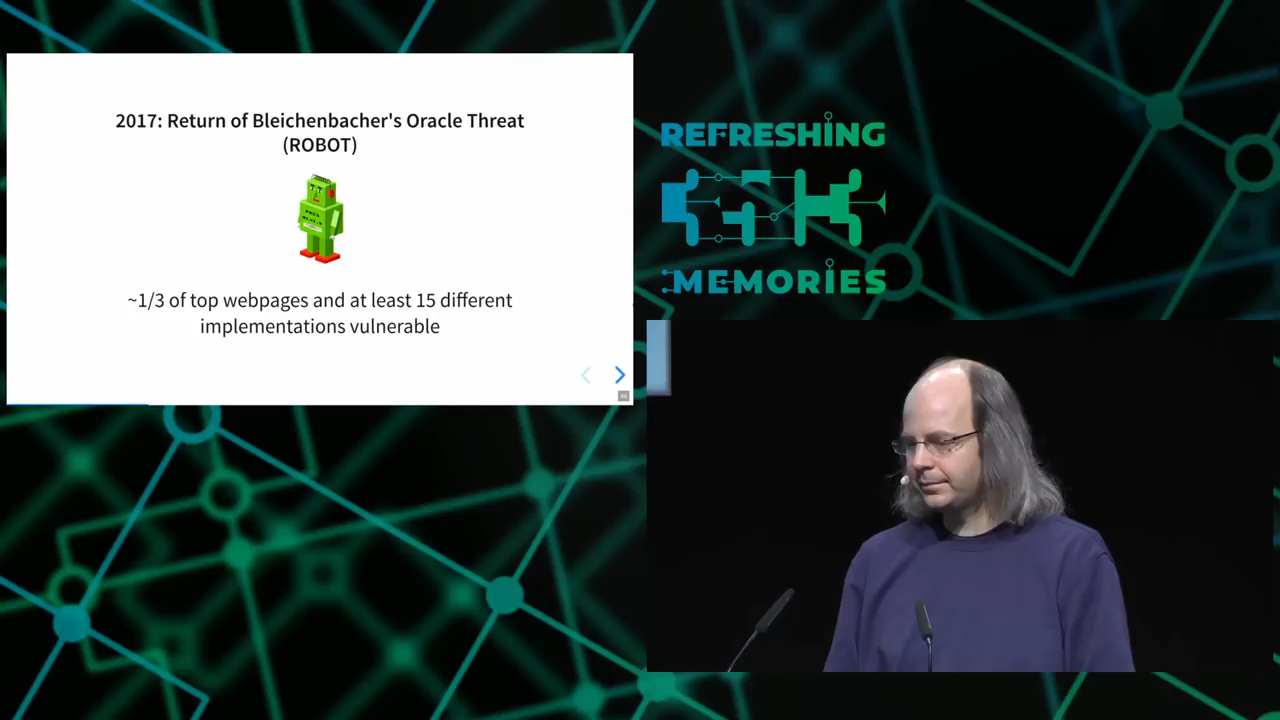 2017: Return of Bleichenbacher's Oracle Threat
(ROBOT)
~1/3 of top webpages and at least 15 different
implementations vulnerable
REFRESHING
MEMORIES